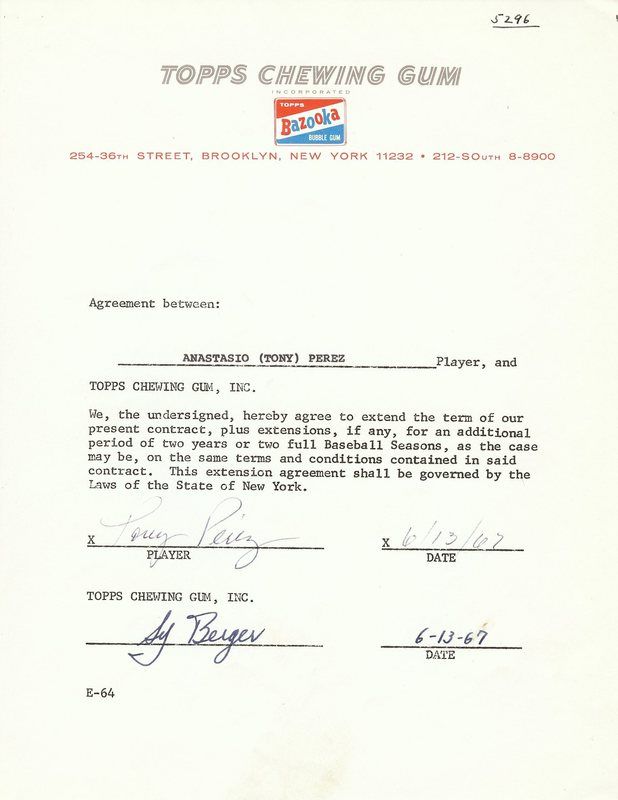 5296
TOPPS CHEWING GUM
INCORPORATED
TOPPS
Bazooka
BUBBLE GUM
254-36TH STREET, BROOKLYN, NEW YORK 11232 • 212-SOUTH 8-8900
Agreement between:
ANASTASIO (TONY) PEREZ Player, and
TOPPS CHEWING GUM, INC.
We, the undersigned, hereby agree to extend the term of our
present contract, plus extensions, if any, for an additional
period of two years or two full Baseball Seasons, as the case
may be, on the same terms and conditions contained in said
contract. This extension agreement shall be governed by the
Laws of the State of New York.
X Tony Perez X 6/13/67
PLAYER DATE
TOPPS CHEWING GUM, INC.
Sy Berger 6-13-67
DATE
E-64